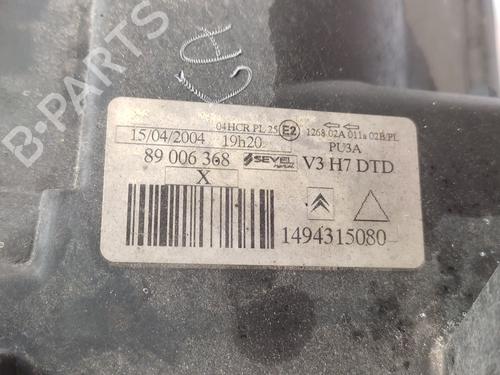 B-PARTS
04HCR PL 25 E2 1268 02A 011a 02B/PL
15/04/2004 19h20 PU3A
89 006 368 SEVEL nord V3 H7 DTD
X
1494315080